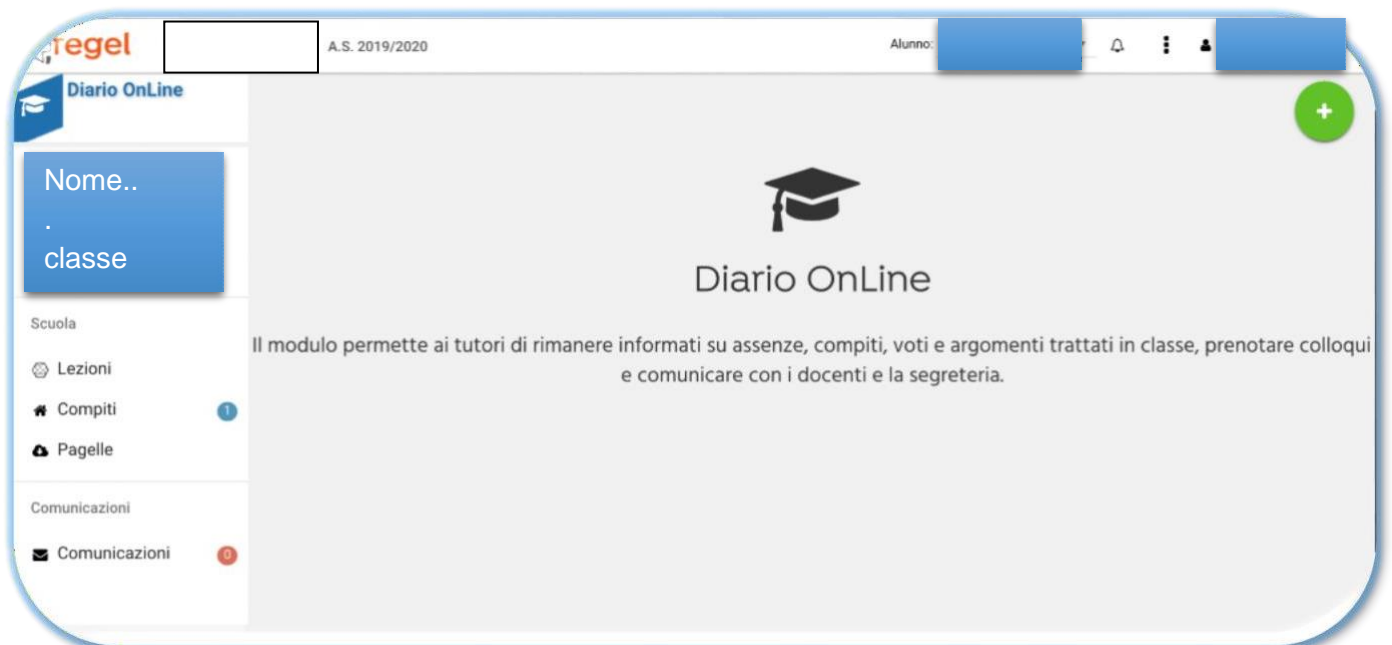 regel
A.S. 2019/2020
Alunno:
Diario OnLine
+
Nome..
.
classe
Diario OnLine
Il modulo permette ai tutori di rimanere informati su assenze, compiti, voti e argomenti trattati in classe, prenotare colloqui
e comunicare con i docenti e la segreteria.
Scuola
Lezioni
Compiti 1
Pagelle
Comunicazioni
Comunicazioni 0